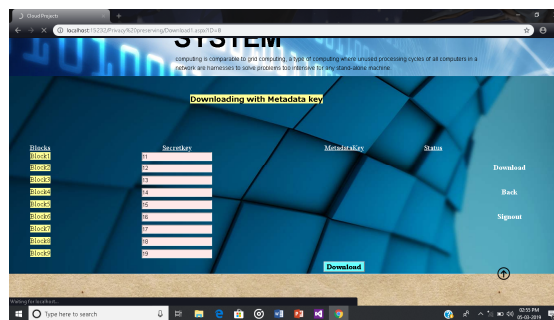 Cloud Projects
localhost:15232/Privacy%20preserving/Download1.aspx?ID=8
SYSTEM
computing is comparable to grid computing, a type of computing where unused processing cycles of all computers in a
network are harnesses to solve problems too intensive for any stand-alone machine.
Downloading with Metadata key
Blocks Secretkey MetadataKey Status
Block1 11
Block2 12
Download
Block3 13
Block4 14
Back
Block5 15
Block6 16
Signout
Block7 17
Block8 18
Block9 19
Download
Waiting for localhost...
Type here to search
02:55 PM
05-03-2019